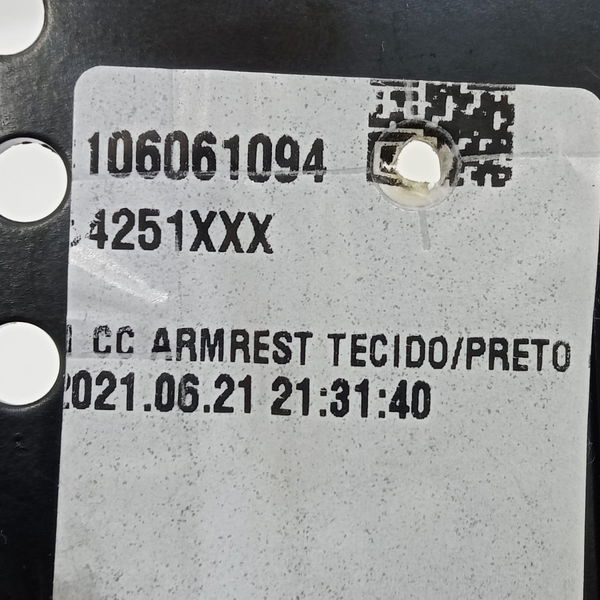 106061094
4251XXX
CC ARMREST TECIDO/PRETO
2021.06.21 21:31:40